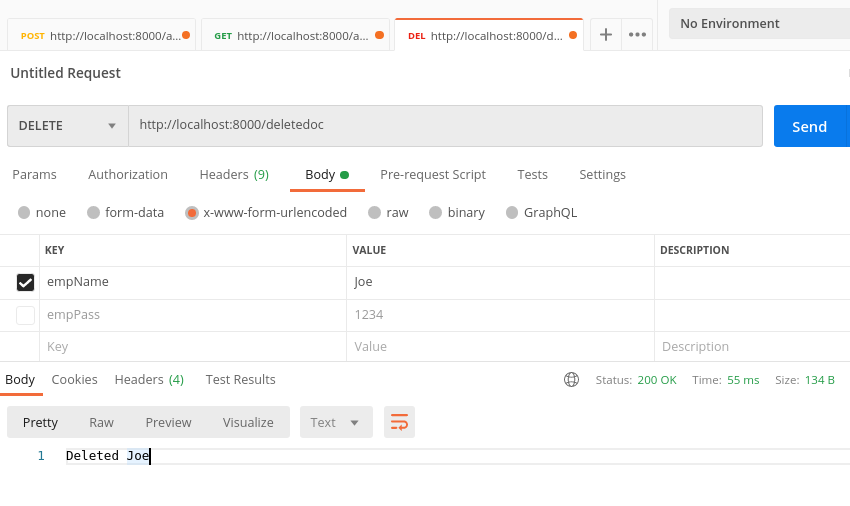 POST http://localhost:8000/a...
GET http://localhost:8000/a...
DEL http://localhost:8000/d...
No Environment
Untitled Request
DELETE http://localhost:8000/deletedoc Send
Params Authorization Headers (9) Body Pre-request Script Tests Settings
none form-data x-www-form-urlencoded raw binary GraphQL
KEY VALUE DESCRIPTION
empName Joe
empPass 1234
Key Value Description
Body Cookies Headers (4) Test Results Status: 200 OK Time: 55 ms Size: 134 B
Pretty Raw Preview Visualize Text
1 Deleted Joe